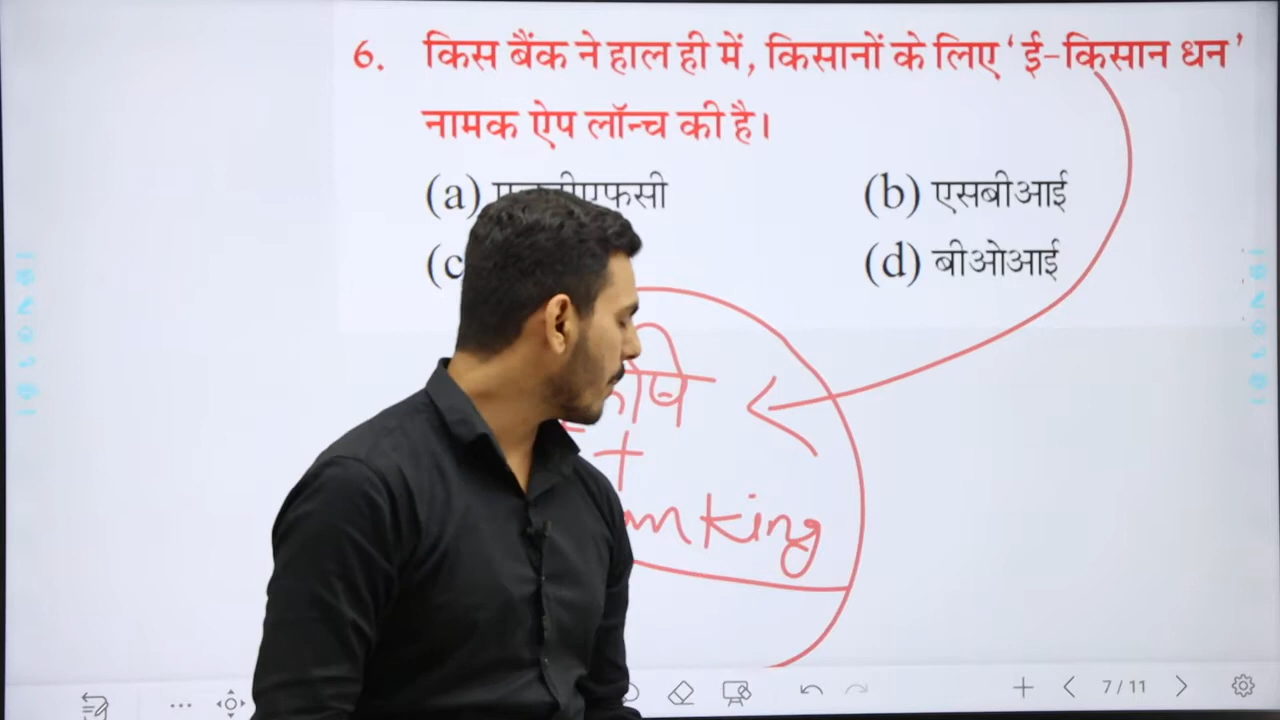 6. किस बैंक ने हाल ही में, किसानों के लिए ‘ई-किसान धन’
नामक ऐप लॉन्च की है।
(a) (b) एसबीआई
(c (d) बीओआई
+
7 / 11